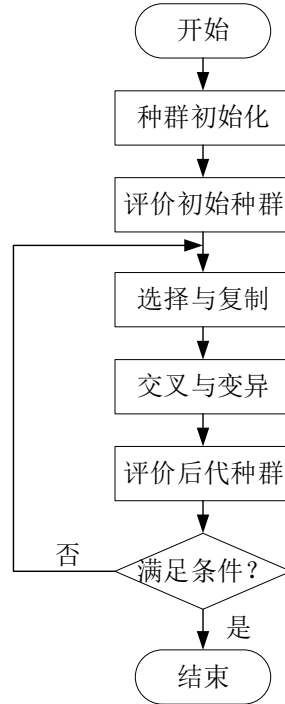 开始
种群初始化
评价初始种群
选择与复制
交叉与变异
评价后代种群
否
满足条件？
是
结束